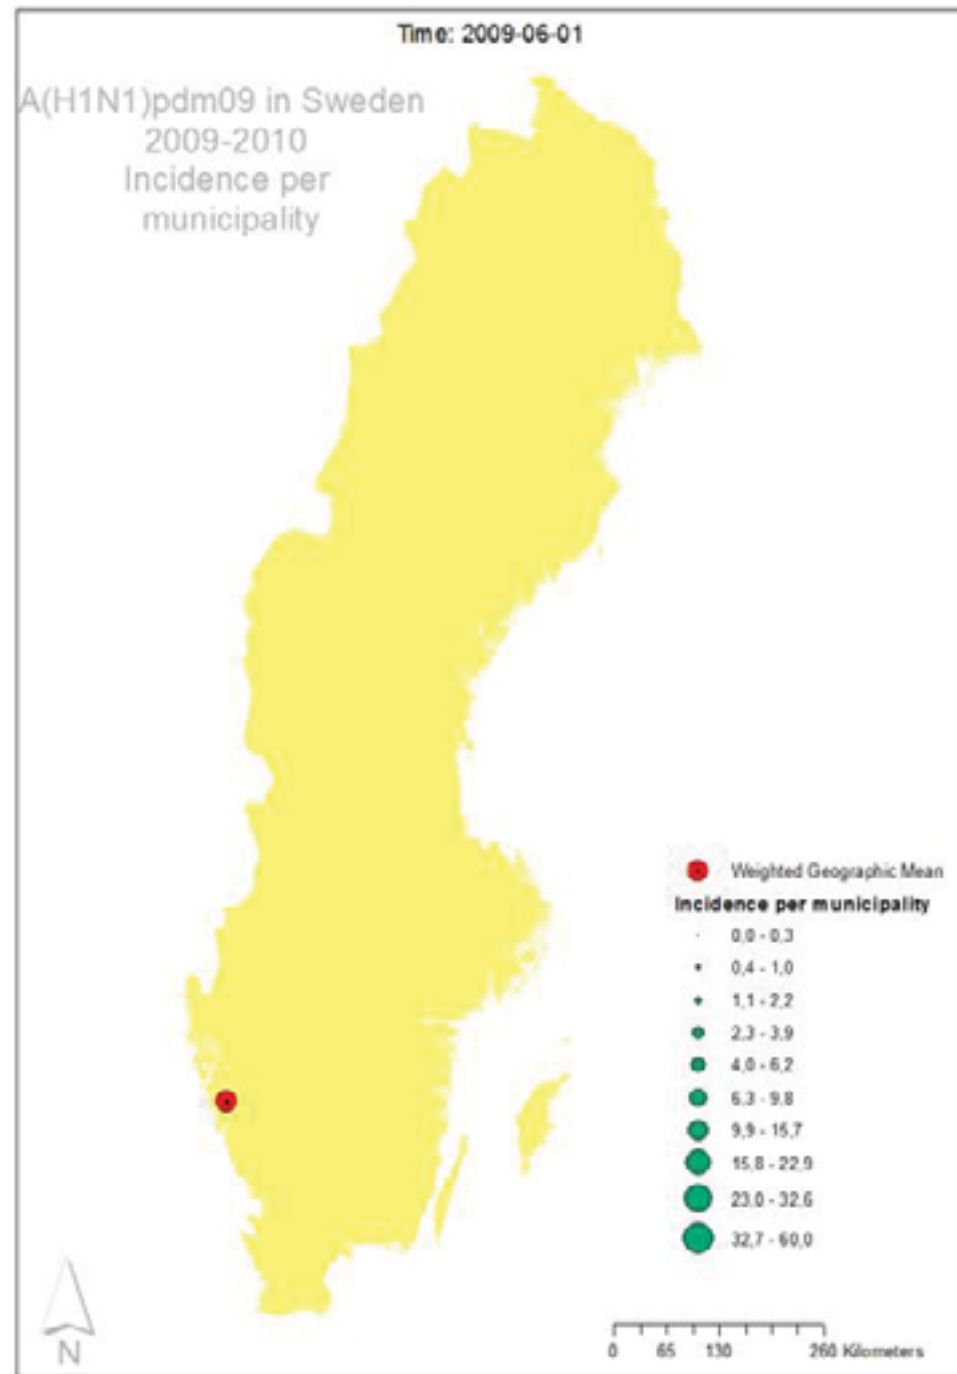 Time: 2009-06-01
A(H1N1)pdm09 in Sweden
2009-2010
Incidence per
municipality
Weighted Geographic Mean
Incidence per municipality
0,0 - 0,3
0,4 - 1,0
1,1 - 2,2
2,3 - 3,9
4,0 - 6,2
6,3 - 9,8
9,9 - 15,7
15,8 - 22,9
23,0 - 32,6
32,7 - 60,0
N
0 65 130 260 Kilometers